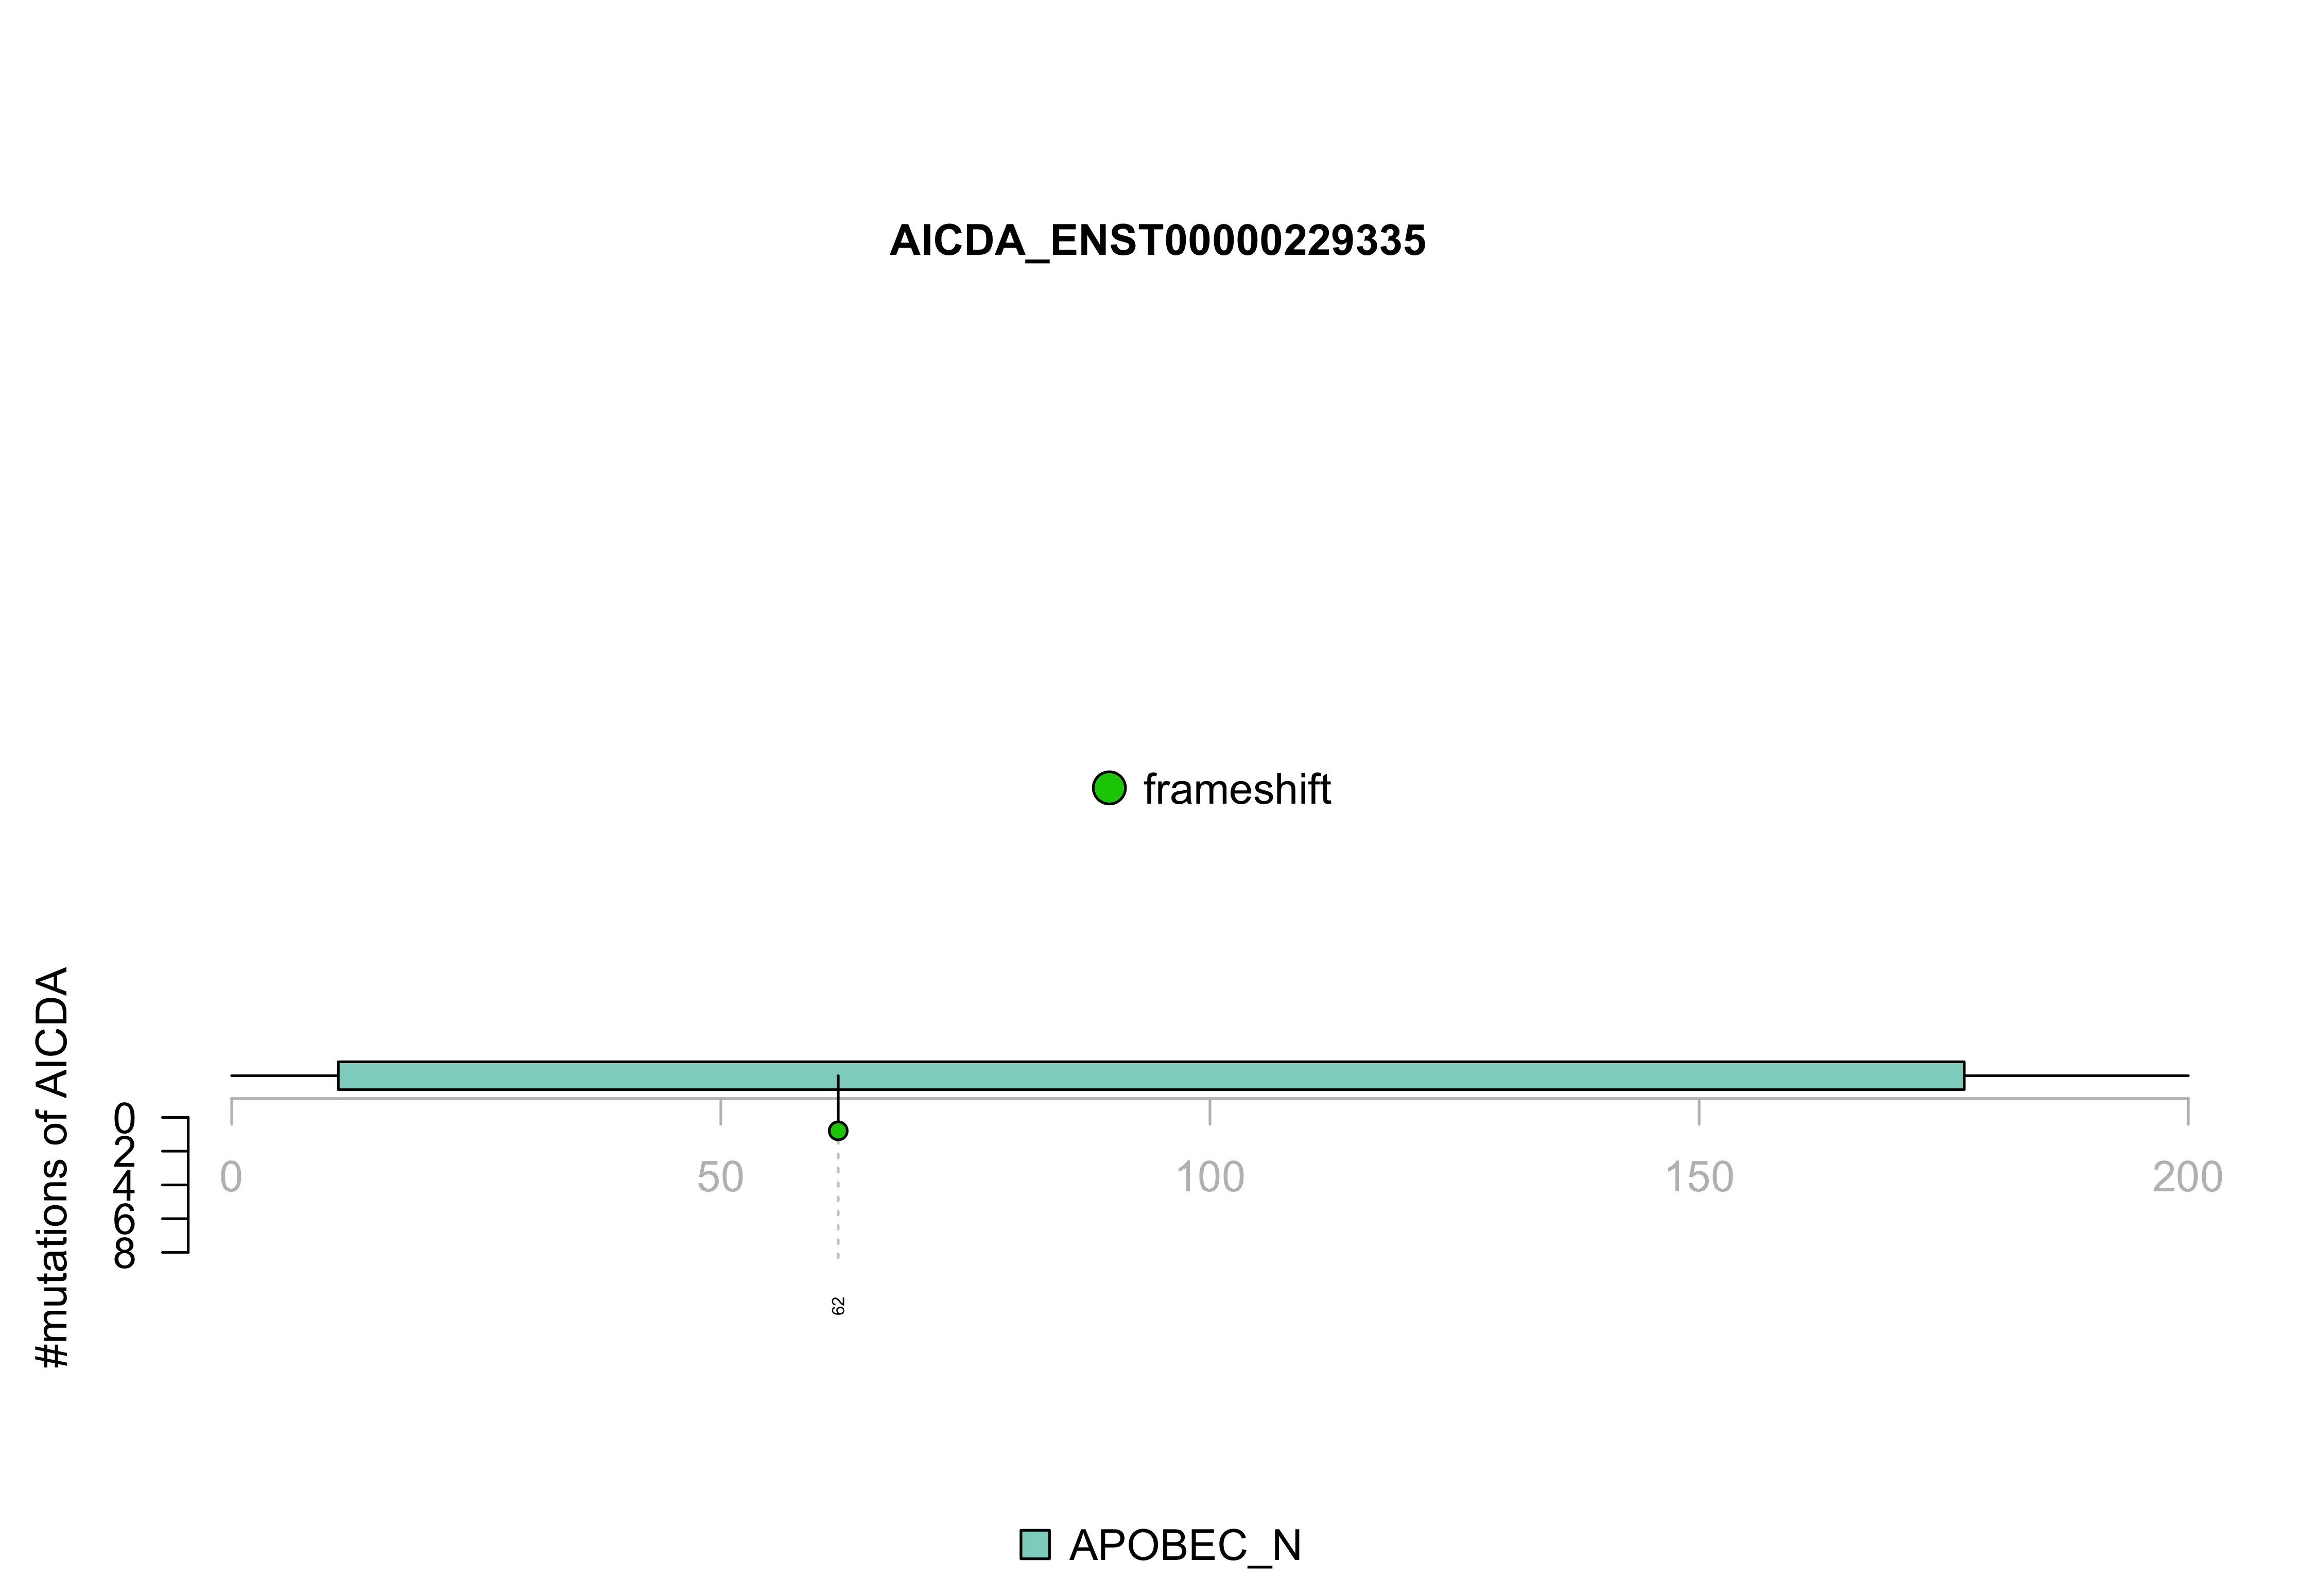 AICDA_ENST00000229335
frameshift
#mutations of AICDA
0
2
4
6
8
0 50 100 150 200
62
APOBEC_N